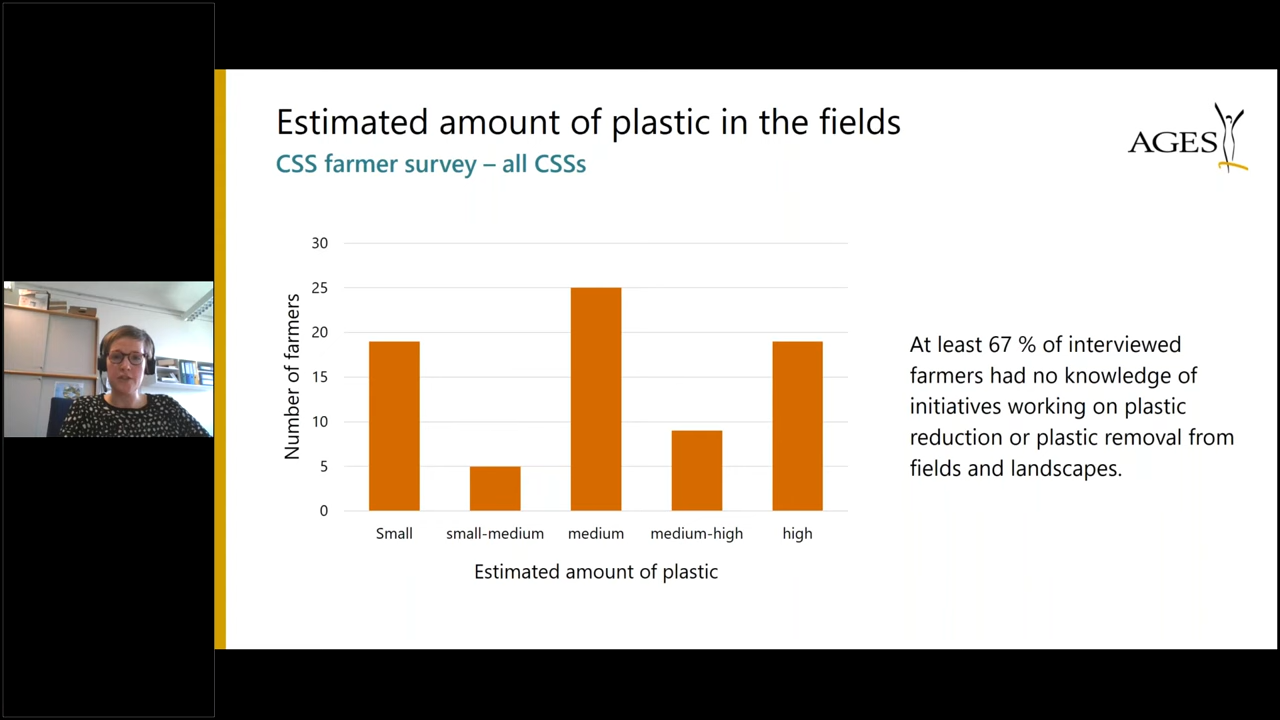 Estimated amount of plastic in the fields
CSS farmer survey – all CSSs
AGES
30
25
20
15
10
5
0
Number of farmers
Small
small-medium
medium
medium-high
high
Estimated amount of plastic
At least 67 % of interviewed
farmers had no knowledge of
initiatives working on plastic
reduction or plastic removal from
fields and landscapes.